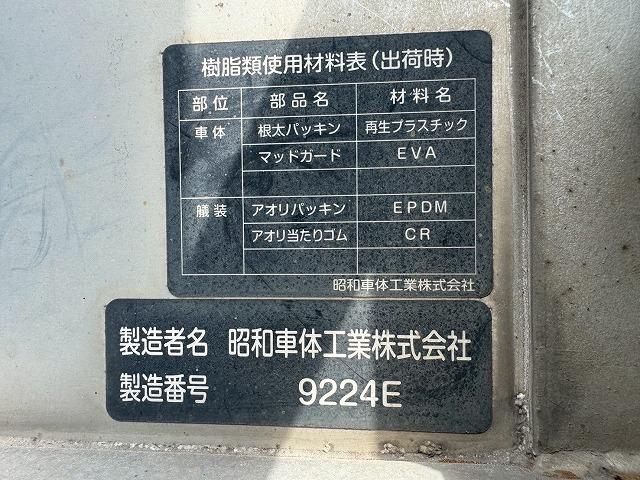 樹脂類使用材料表（出荷時）
部位 部品名 材料名
車体 根太パッキン 再生プラスチック
マッドガード EVA
艤装 アオリパッキン EPDM
アオリ当たりゴム CR
昭和車体工業株式会社
製造者名 昭和車体工業株式会社
製造番号 9224E